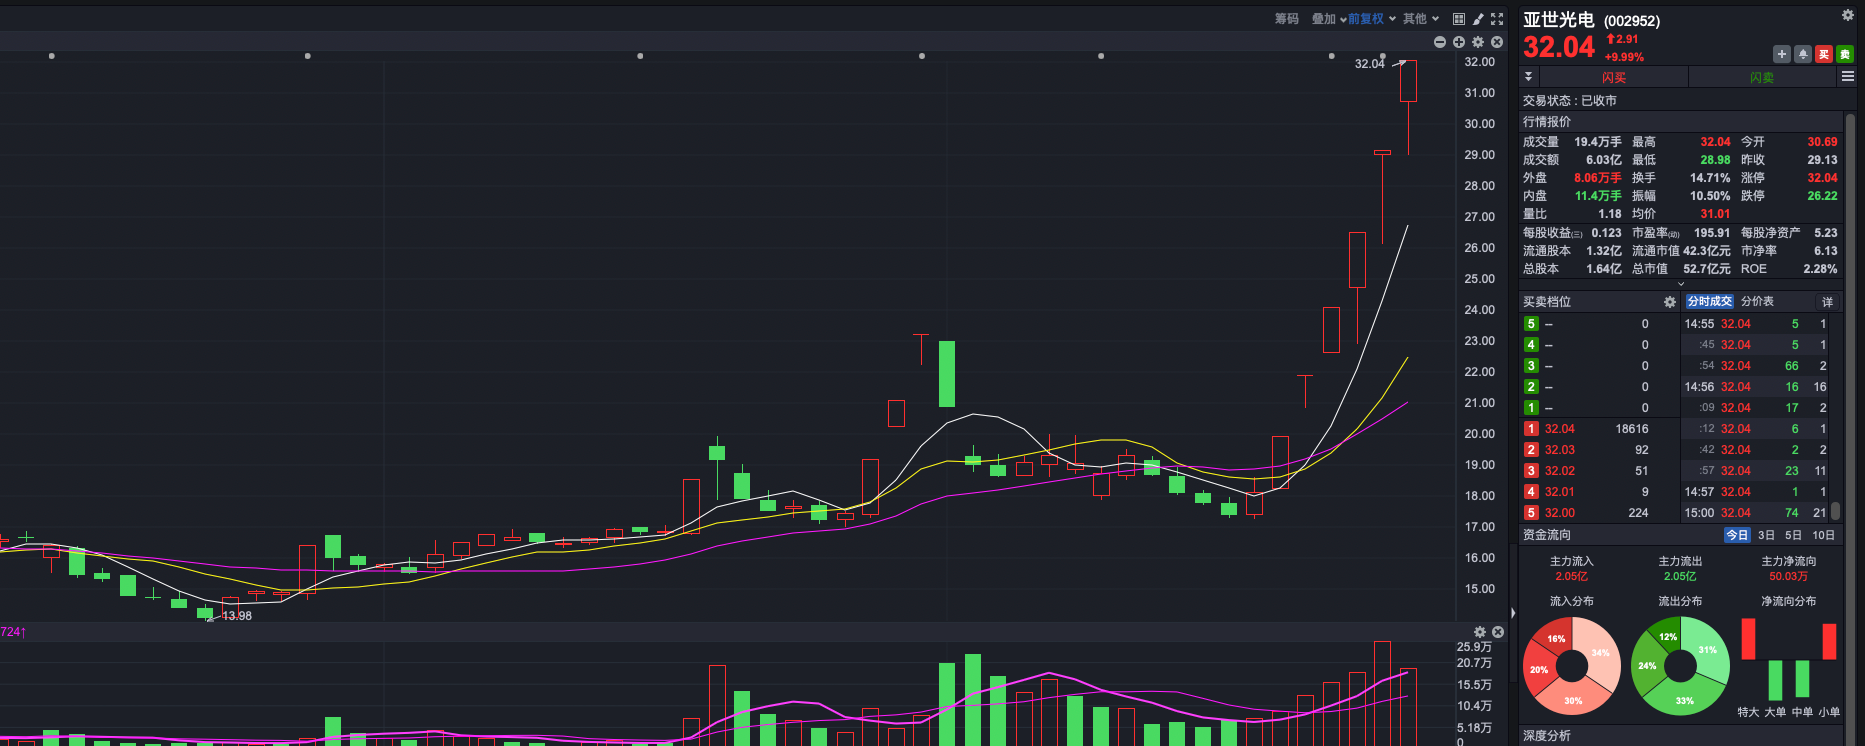 筹码 叠加 前复权 其他
32.04
32.00
31.00
30.00
29.00
28.00
27.00
26.00
25.00
24.00
23.00
22.00
21.00
20.00
19.00
18.00
17.00
16.00
15.00
13.98
724↑
25.9万
20.7万
15.5万
10.4万
5.18万
0
亚世光电 (002952)
32.04 2.91
+9.99%
买 卖
闪买 闪卖
交易状态 : 已收市
行情报价
成交量 19.4万手 最高 32.04 今开 30.69
成交额 6.03亿 最低 28.98 昨收 29.13
外盘 8.06万手 换手 14.71% 涨停 32.04
内盘 11.4万手 振幅 10.50% 跌停 26.22
量比 1.18 均价 31.01
每股收益(三) 0.123 市盈率(动) 195.91 每股净资产 5.23
流通股本 1.32亿 流通市值 42.3亿元 市净率 6.13
总股本 1.64亿 总市值 52.7亿元 ROE 2.28%
买卖档位 分时成交 分价表 详
5 -- 0 14:55 32.04 5 1
4 -- 0 :45 32.04 5 1
3 -- 0 :54 32.04 66 2
2 -- 0 14:56 32.04 16 16
1 -- 0 :09 32.04 17 2
1 32.04 18616 :12 32.04 6 1
2 32.03 92 :42 32.04 2 2
3 32.02 51 :57 32.04 23 11
4 32.01 9 14:57 32.04 1 1
5 32.00 224 15:00 32.04 74 21
资金流向 今日 3日 5日 10日
主力流入 主力流出 主力净流向
2.05亿 2.05亿 50.03万
流入分布 流出分布 净流向分布
16% 34% 20% 30%
12% 31% 24% 33%
特大 大单 中单 小单
深度分析